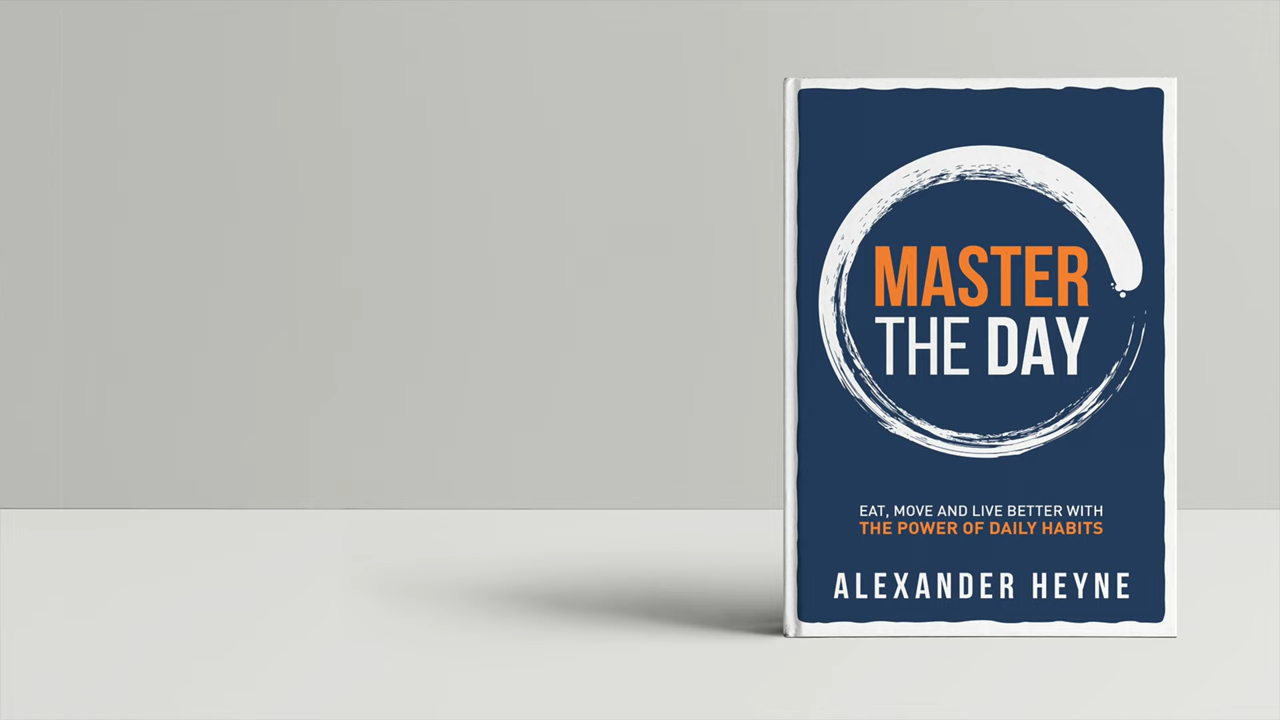 MASTER
THE DAY
EAT, MOVE AND LIVE BETTER WITH
THE POWER OF DAILY HABITS
ALEXANDER HEYNE